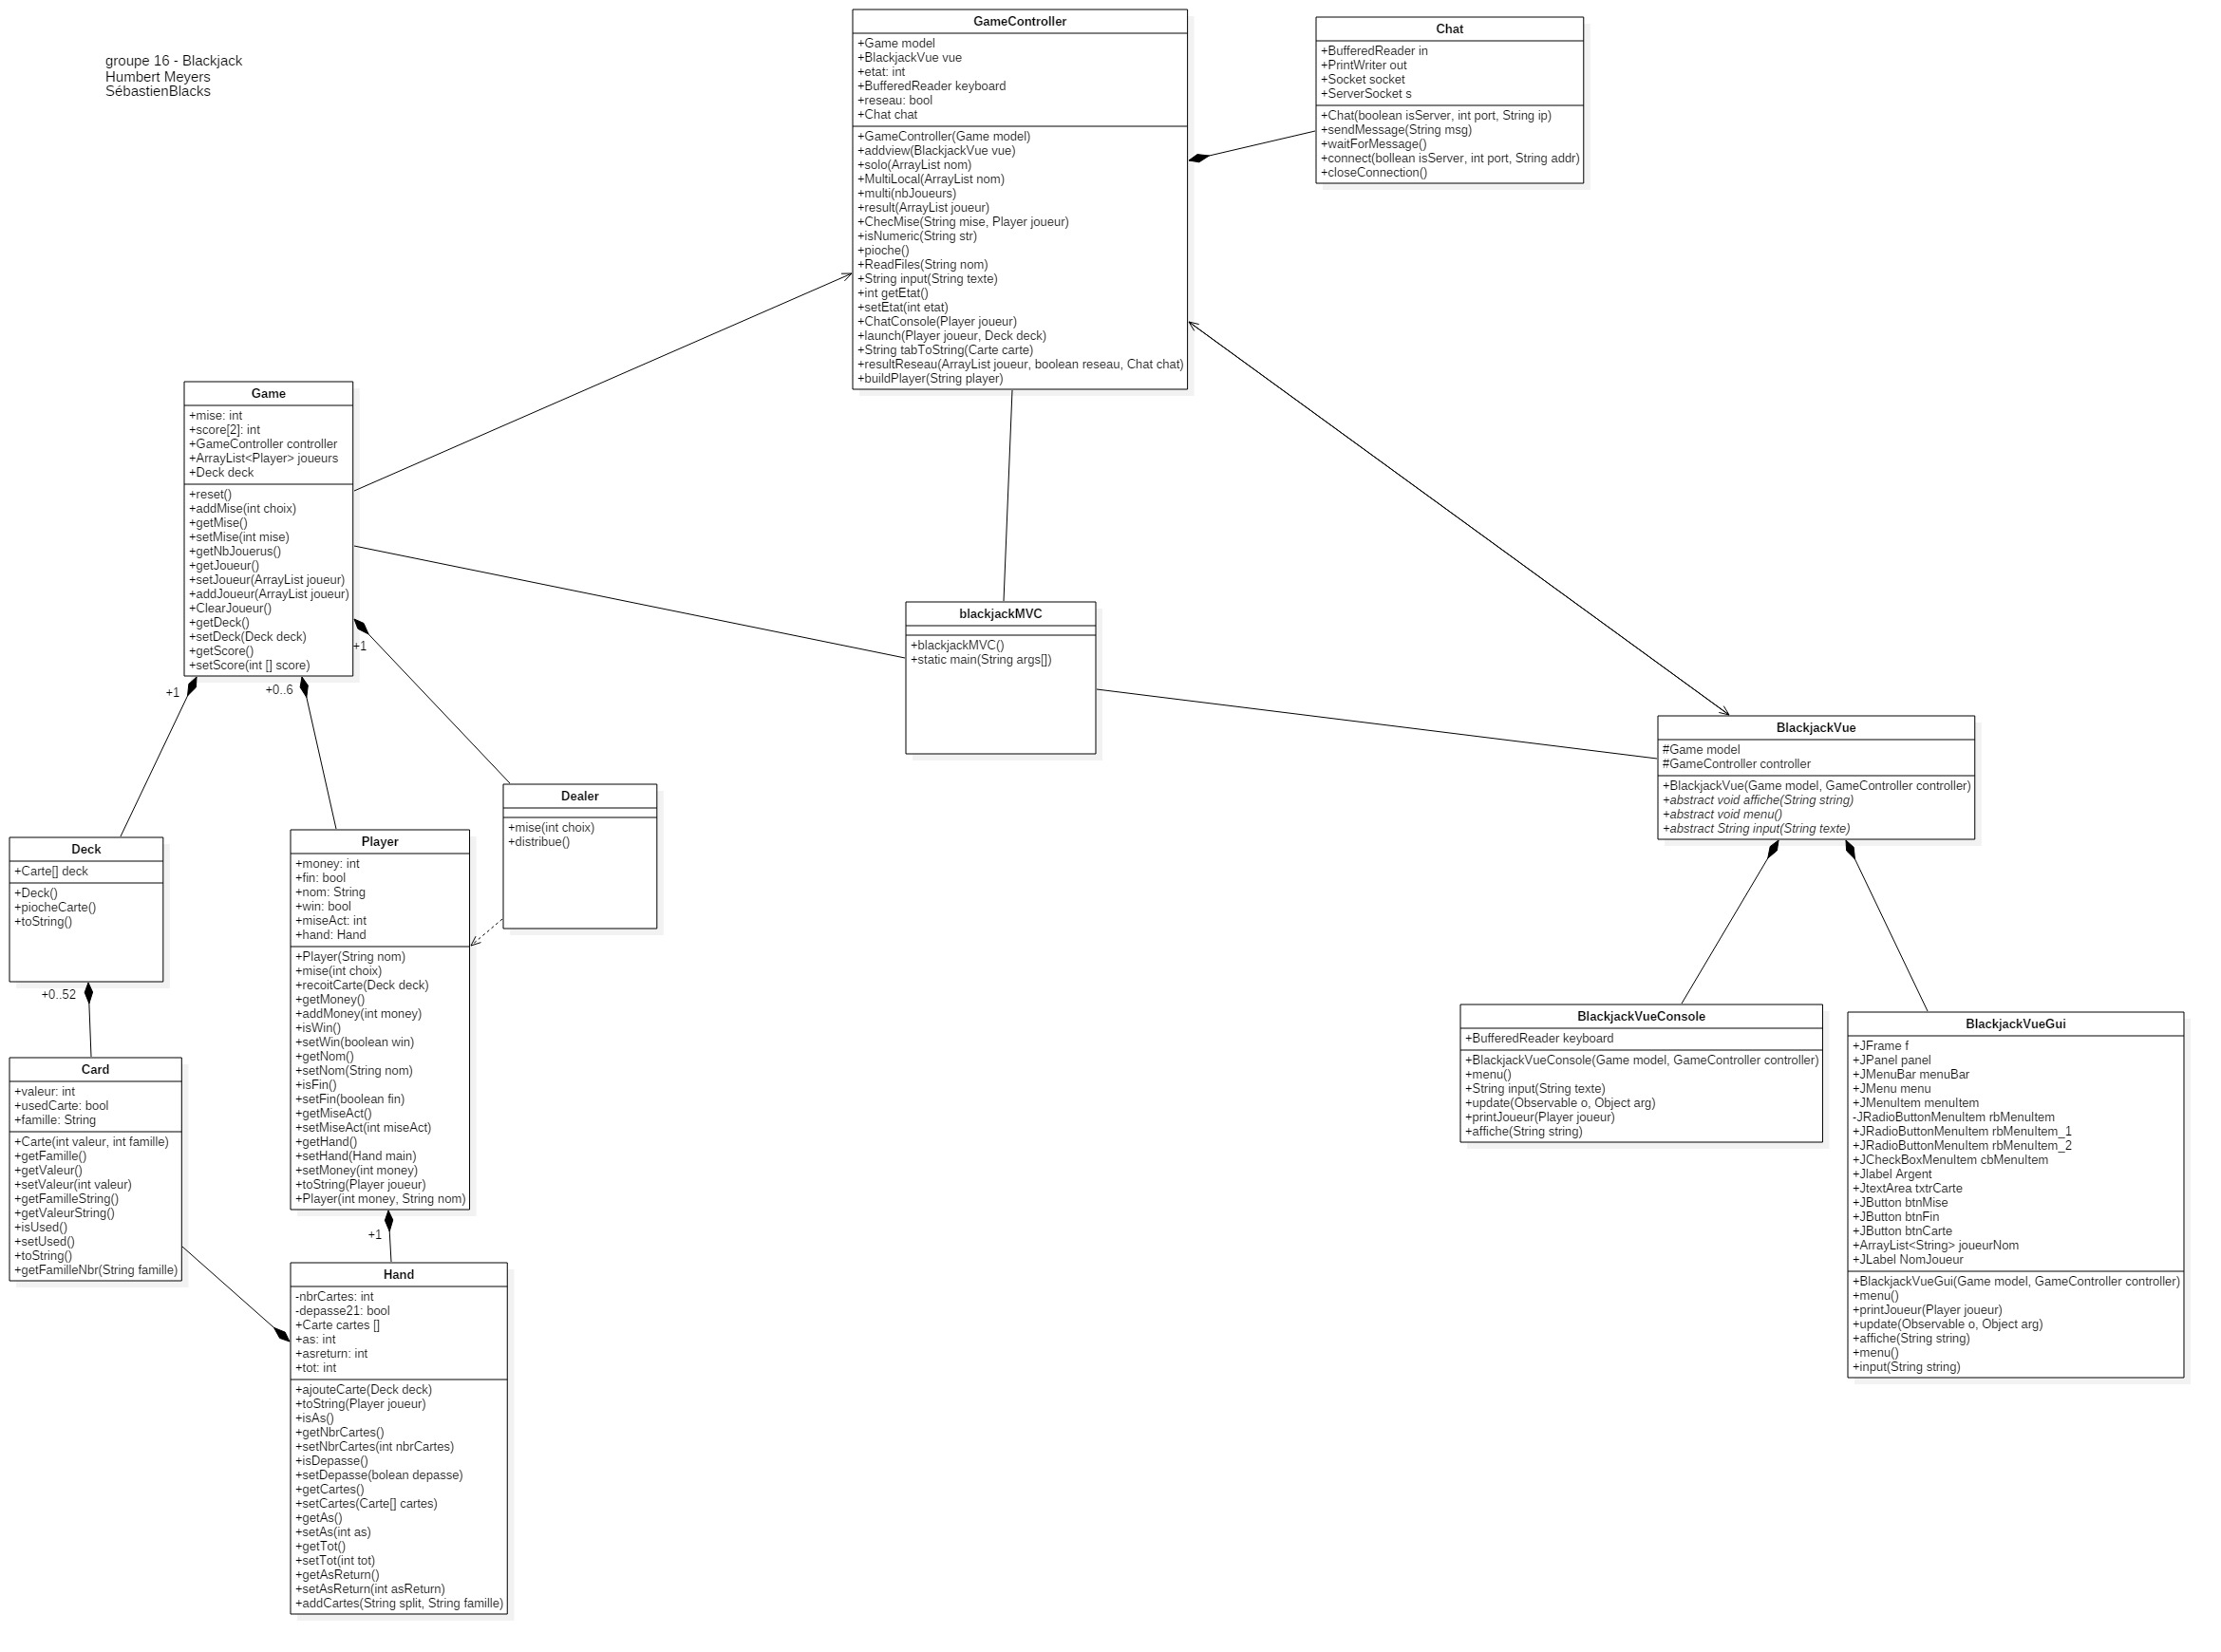 groupe 16 - Blackjack
Humbert Meyers
SébastienBlacks
GameController
+Game model
+BlackjackVue vue
+etat: int
+BufferedReader keyboard
+reseau: bool
+Chat chat
+GameController(Game model)
+addview(BlackjackVue vue)
+solo(ArrayList nom)
+MultiLocal(ArrayList nom)
+multi(nbJoueurs)
+result(ArrayList joueur)
+ChecMise(String mise, Player joueur)
+isNumeric(String str)
+pioche()
+ReadFiles(String nom)
+String input(String texte)
+int getEtat()
+setEtat(int etat)
+ChatConsole(Player joueur)
+launch(Player joueur, Deck deck)
+String tabToString(Carte carte)
+resultReseau(ArrayList joueur, boolean reseau, Chat chat)
+buildPlayer(String player)
Chat
+BufferedReader in
+PrintWriter out
+Socket socket
+ServerSocket s
+Chat(boolean isServer, int port, String ip)
+sendMessage(String msg)
+waitForMessage()
+connect(bollean isServer, int port, String addr)
+closeConnection()
Game
+mise: int
+score[2]: int
+GameController controller
+ArrayList<Player> joueurs
+Deck deck
+reset()
+addMise(int choix)
+getMise()
+setMise(int mise)
+getNbJouerus()
+getJoueur()
+setJoueur(ArrayList joueur)
+addJoueur(ArrayList joueur)
+ClearJoueur()
+getDeck()
+setDeck(Deck deck)
+getScore()
+setScore(int [] score)
+1
+0..6
+1
blackjackMVC
+blackjackMVC()
+static main(String args[])
BlackjackVue
#Game model
#GameController controller
+BlackjackVue(Game model, GameController controller)
+abstract void affiche(String string)
+abstract void menu()
+abstract String input(String texte)
Dealer
+mise(int choix)
+distribue()
Deck
+Carte[] deck
+Deck()
+piocheCarte()
+toString()
+0..52
Player
+money: int
+fin: bool
+nom: String
+win: bool
+miseAct: int
+hand: Hand
+Player(String nom)
+mise(int choix)
+recoitCarte(Deck deck)
+getMoney()
+addMoney(int money)
+isWin()
+setWin(boolean win)
+getNom()
+setNom(String nom)
+isFin()
+setFin(boolean fin)
+getMiseAct()
+setMiseAct(int miseAct)
+getHand()
+setHand(Hand main)
+setMoney(int money)
+toString(Player joueur)
+Player(int money, String nom)
+1
Card
+valeur: int
+usedCarte: bool
+famille: String
+Carte(int valeur, int famille)
+getFamille()
+getValeur()
+setValeur(int valeur)
+getFamilleString()
+getValeurString()
+isUsed()
+setUsed()
+toString()
+getFamilleNbr(String famille)
Hand
-nbrCartes: int
-depasse21: bool
+Carte cartes []
+as: int
+asreturn: int
+tot: int
+ajouteCarte(Deck deck)
+toString(Player joueur)
+isAs()
+getNbrCartes()
+setNbrCartes(int nbrCartes)
+isDepasse()
+setDepasse(bolean depasse)
+getCartes()
+setCartes(Carte[] cartes)
+getAs()
+setAs(int as)
+getTot()
+setTot(int tot)
+getAsReturn()
+setAsReturn(int asReturn)
+addCartes(String split, String famille)
BlackjackVueConsole
+BufferedReader keyboard
+BlackjackVueConsole(Game model, GameController controller)
+menu()
+String input(String texte)
+update(Observable o, Object arg)
+printJoueur(Player joueur)
+affiche(String string)
BlackjackVueGui
+JFrame f
+JPanel panel
+JMenuBar menuBar
+JMenu menu
+JMenuItem menuItem
-JRadioButtonMenuItem rbMenuItem
+JRadioButtonMenuItem rbMenuItem_1
+JRadioButtonMenuItem rbMenuItem_2
+JCheckBoxMenuItem cbMenuItem
+Jlabel Argent
+JtextArea txtrCarte
+JButton btnMise
+JButton btnFin
+JButton btnCarte
+ArrayList<String> joueurNom
+JLabel NomJoueur
+BlackjackVueGui(Game model, GameController controller)
+menu()
+printJoueur(Player joueur)
+update(Observable o, Object arg)
+affiche(String string)
+menu()
+input(String string)